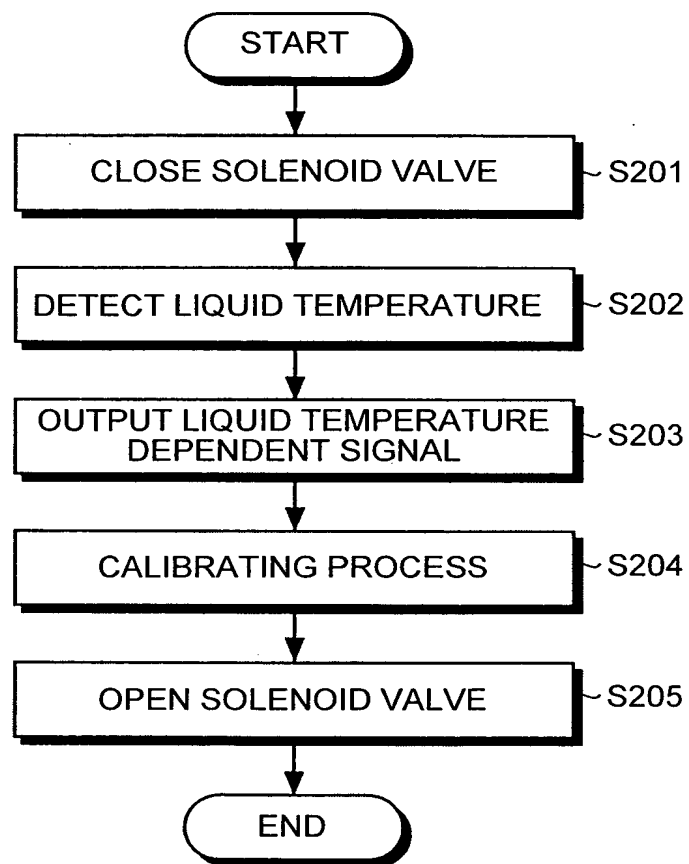 START
CLOSE SOLENOID VALVE
S201
DETECT LIQUID TEMPERATURE
S202
OUTPUT LIQUID TEMPERATURE
DEPENDENT SIGNAL
S203
CALIBRATING PROCESS
S204
OPEN SOLENOID VALVE
S205
END